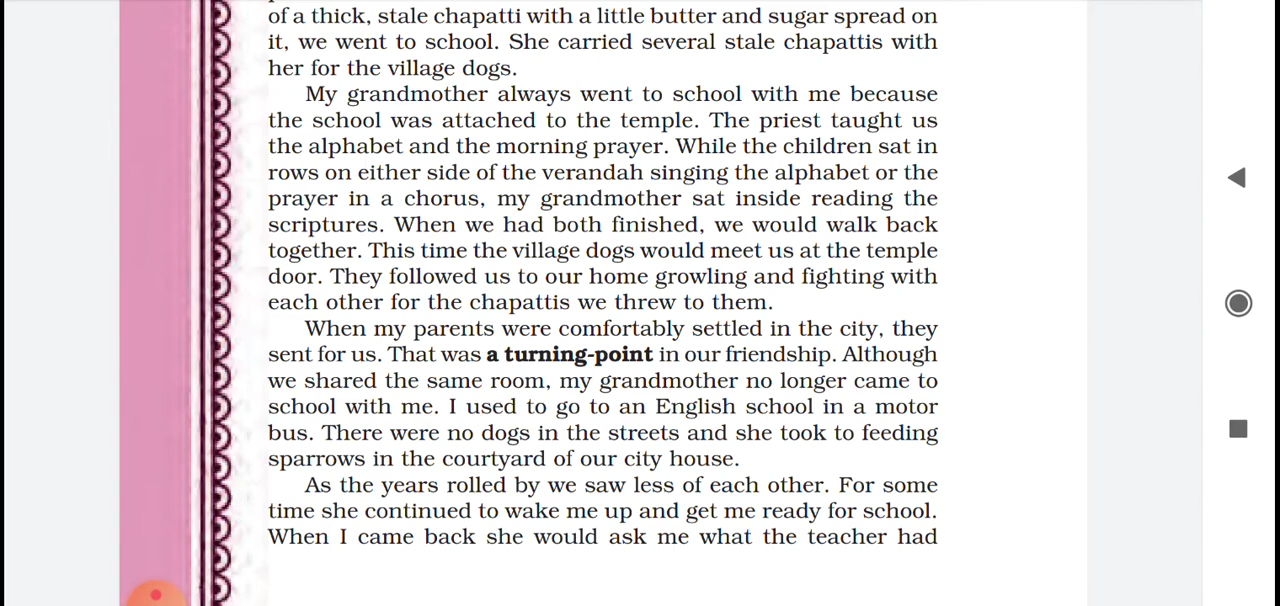 of a thick, stale chapatti with a little butter and sugar spread on
it, we went to school. She carried several stale chapattis with
her for the village dogs.
My grandmother always went to school with me because
the school was attached to the temple. The priest taught us
the alphabet and the morning prayer. While the children sat in
rows on either side of the verandah singing the alphabet or the
prayer in a chorus, my grandmother sat inside reading the
scriptures. When we had both finished, we would walk back
together. This time the village dogs would meet us at the temple
door. They followed us to our home growling and fighting with
each other for the chapattis we threw to them.
When my parents were comfortably settled in the city, they
sent for us. That was a turning-point in our friendship. Although
we shared the same room, my grandmother no longer came to
school with me. I used to go to an English school in a motor
bus. There were no dogs in the streets and she took to feeding
sparrows in the courtyard of our city house.
As the years rolled by we saw less of each other. For some
time she continued to wake me up and get me ready for school.
When I came back she would ask me what the teacher had